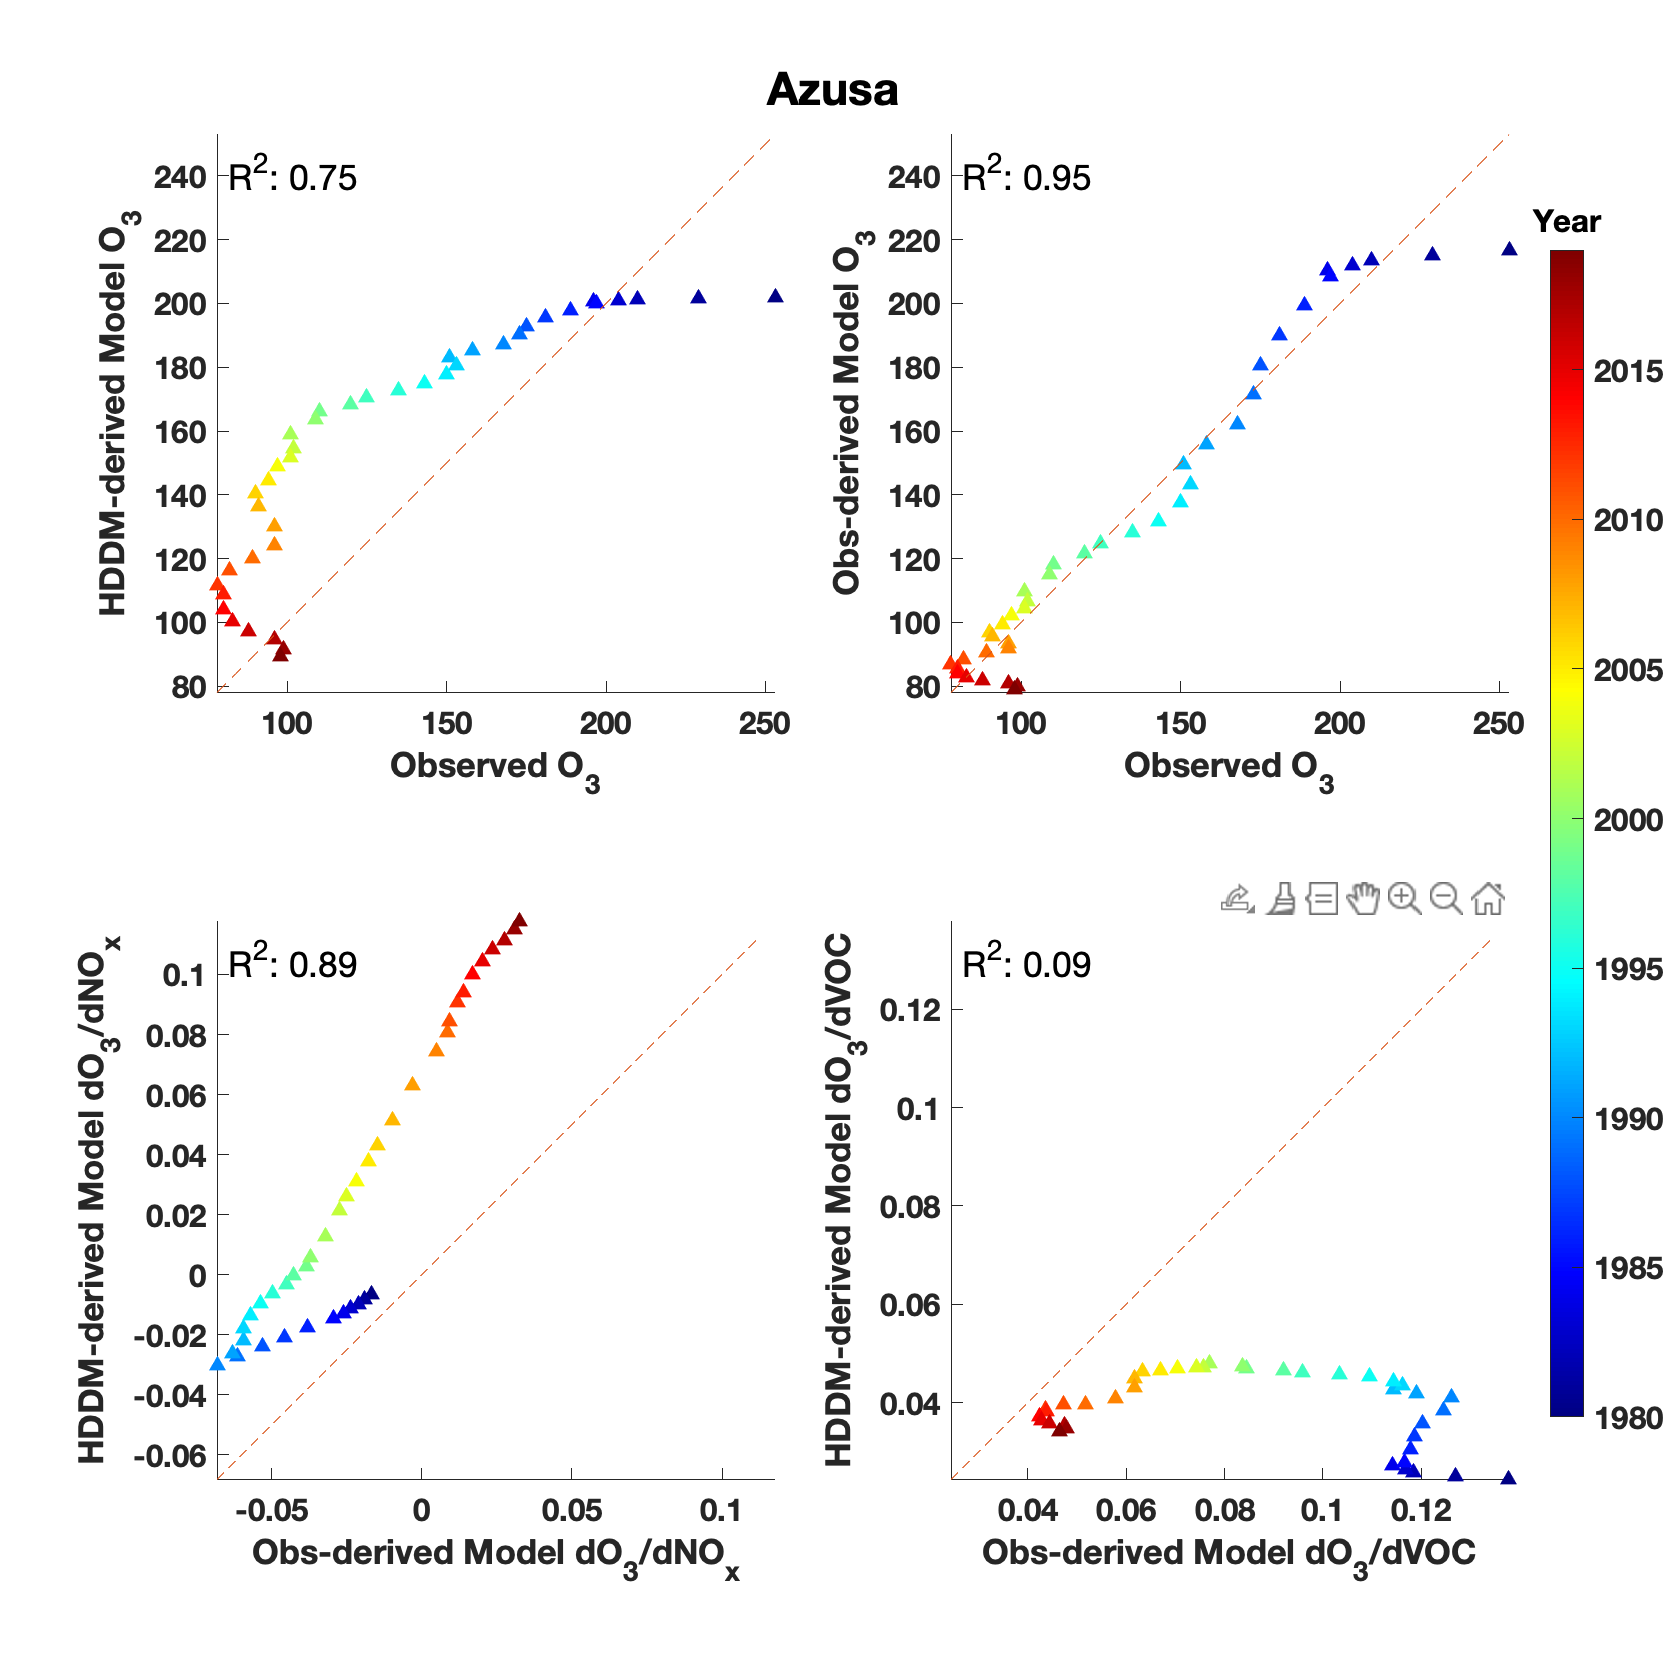 Azusa
R²: 0.75
240
220
200
180
160
140
120
100
80
HDDM-derived Model O₃
100 150 200 250
Observed O₃
R²: 0.95
240
220
200
180
160
140
120
100
80
Obs-derived Model O₃
100 150 200 250
Observed O₃
Year
2015
2010
2005
2000
1995
1990
1985
1980
R²: 0.89
0.1
0.08
0.06
0.04
0.02
0
-0.02
-0.04
-0.06
HDDM-derived Model dO₃/dNOₓ
-0.05 0 0.05 0.1
Obs-derived Model dO₃/dNOₓ
R²: 0.09
0.12
0.1
0.08
0.06
0.04
HDDM-derived Model dO₃/dVOC
0.04 0.06 0.08 0.1 0.12
Obs-derived Model dO₃/dVOC